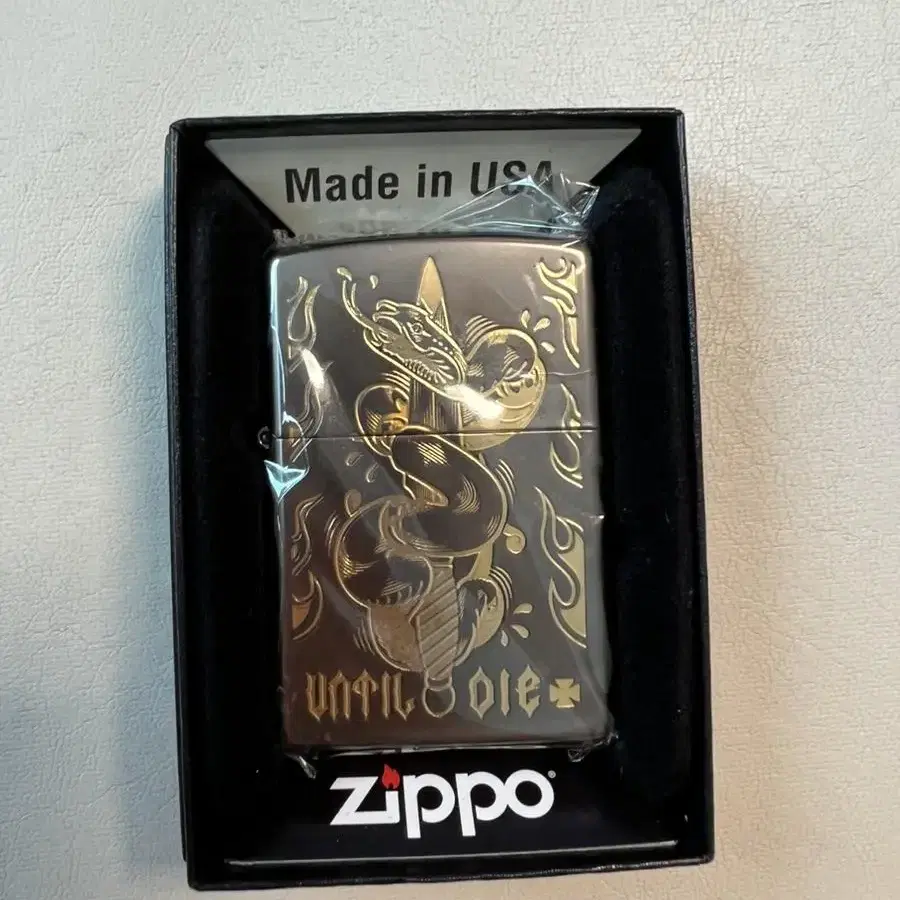 Made in USA
UNTIL DIE
Zippo